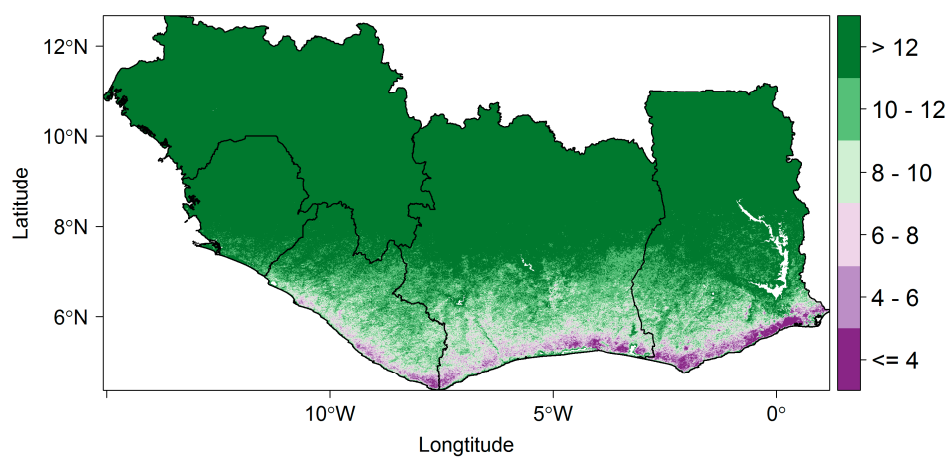 12°N
10°N
8°N
6°N
Latitude
10°W
5°W
0°
Longtitude
> 12
10 - 12
8 - 10
6 - 8
4 - 6
<= 4